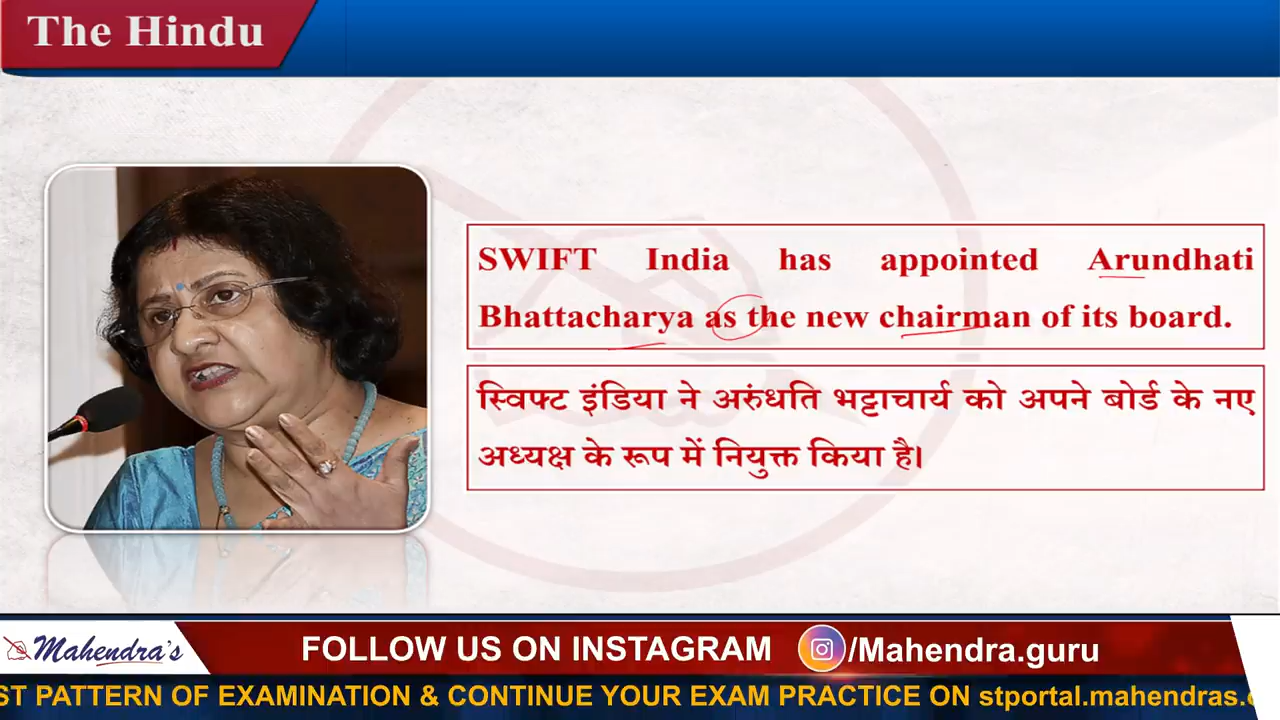 The Hindu
SWIFT India has appointed Arundhati
Bhattacharya as the new chairman of its board.
स्विफ्ट इंडिया ने अरुंधति भट्टाचार्य को अपने बोर्ड के नए
अध्यक्ष के रूप में नियुक्त किया है।
Mahendra's
FOLLOW US ON INSTAGRAM
/Mahendra.guru
ST PATTERN OF EXAMINATION & CONTINUE YOUR EXAM PRACTICE ON stportal.mahendras.